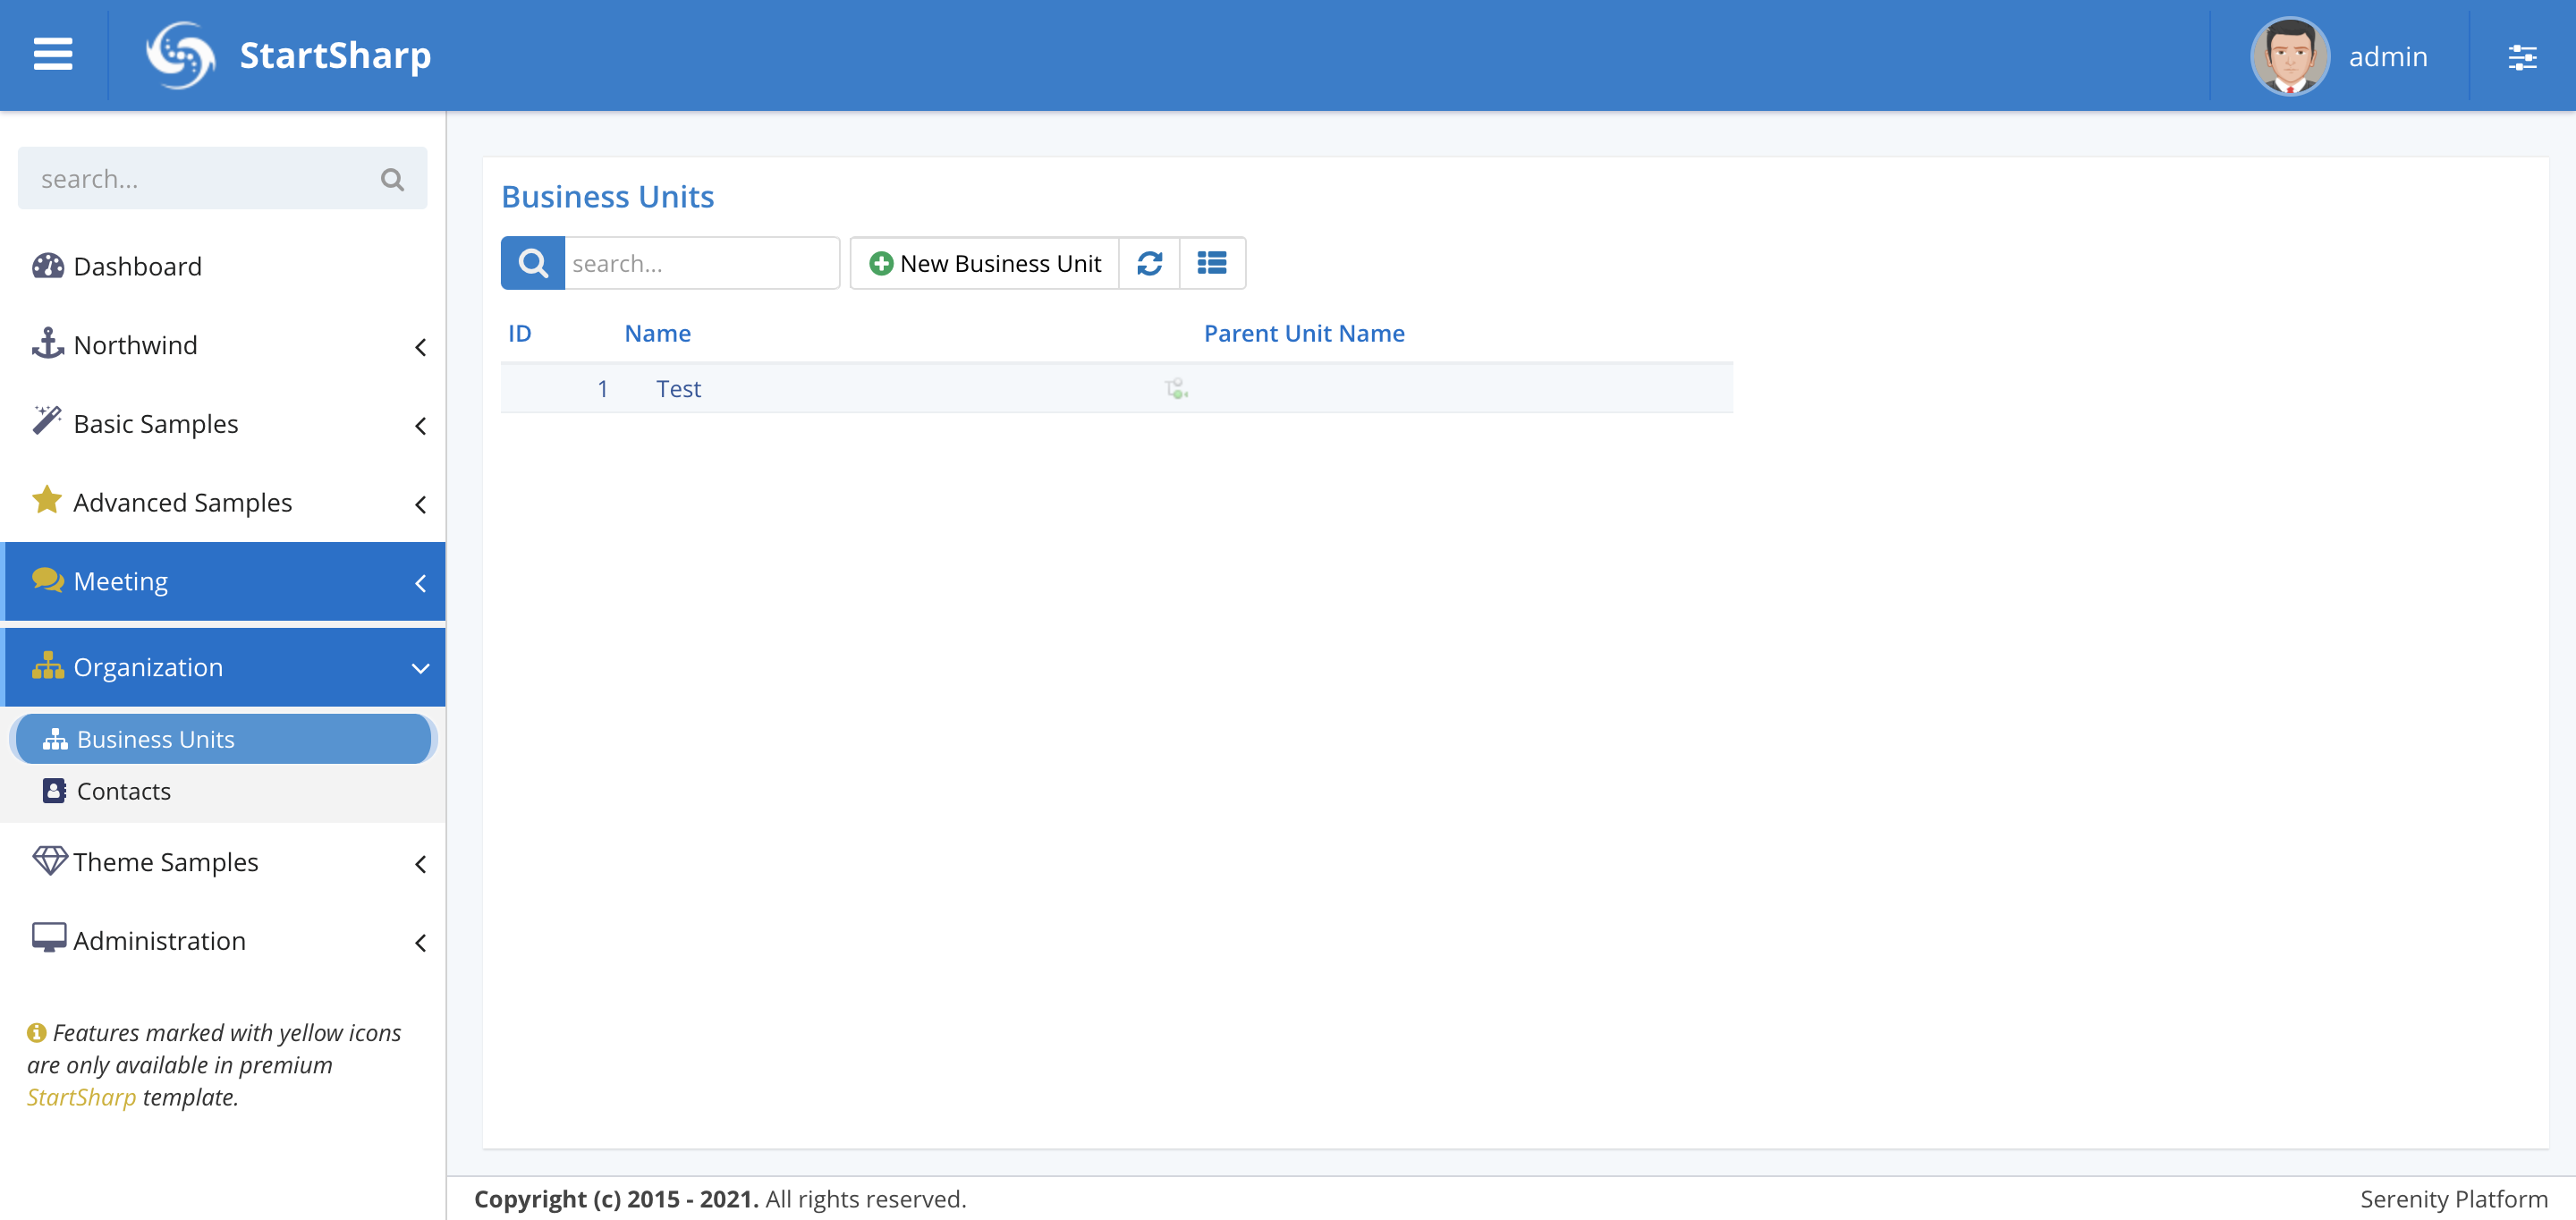 StartSharp
admin
search...
Dashboard
Northwind
Basic Samples
Advanced Samples
Meeting
Organization
Business Units
Contacts
Theme Samples
Administration
Features marked with yellow icons
are only available in premium
StartSharp template.
Business Units
search...
New Business Unit
ID Name Parent Unit Name
1 Test
Copyright (c) 2015 - 2021. All rights reserved.
Serenity Platform